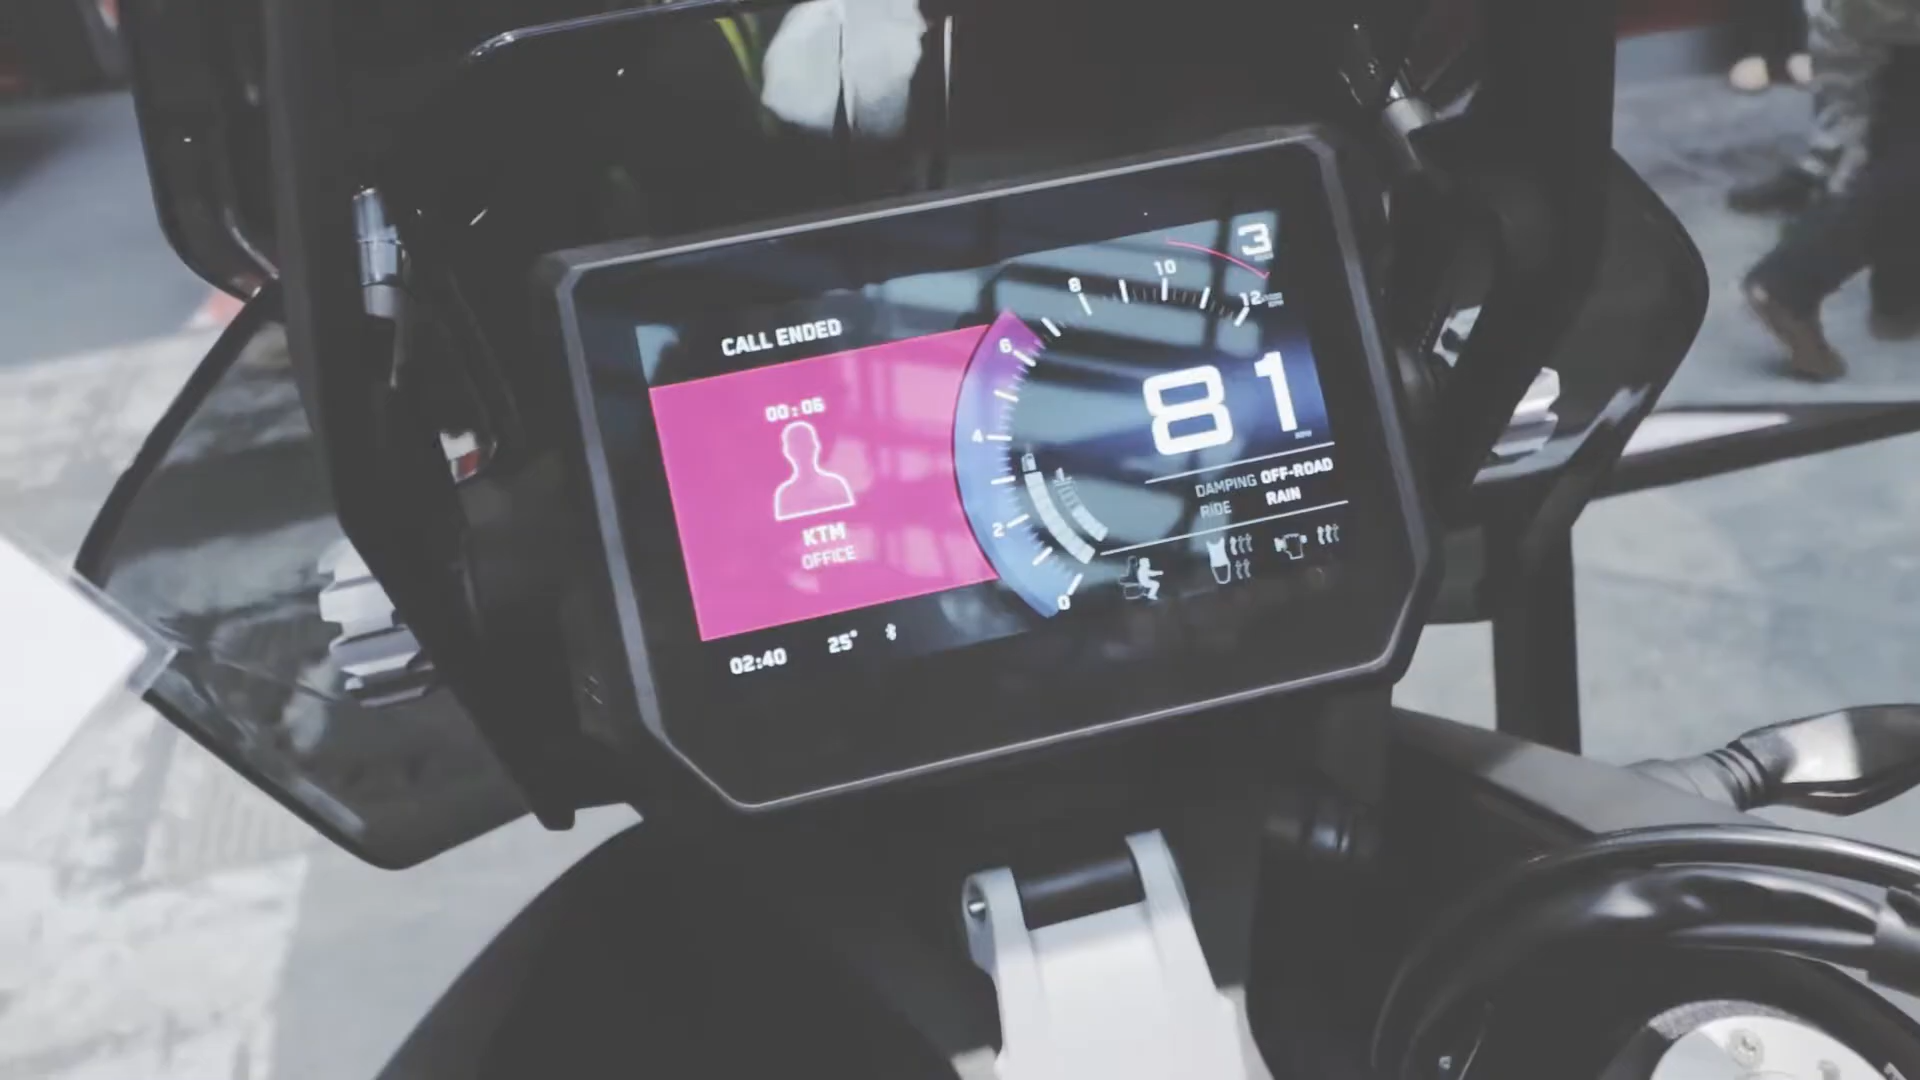 CALL ENDED
00:06
KTM
OFFICE
02:40 25°
0
2
4
6
8
10
12
3
81
DAMPING OFF-ROAD
RIDE RAIN